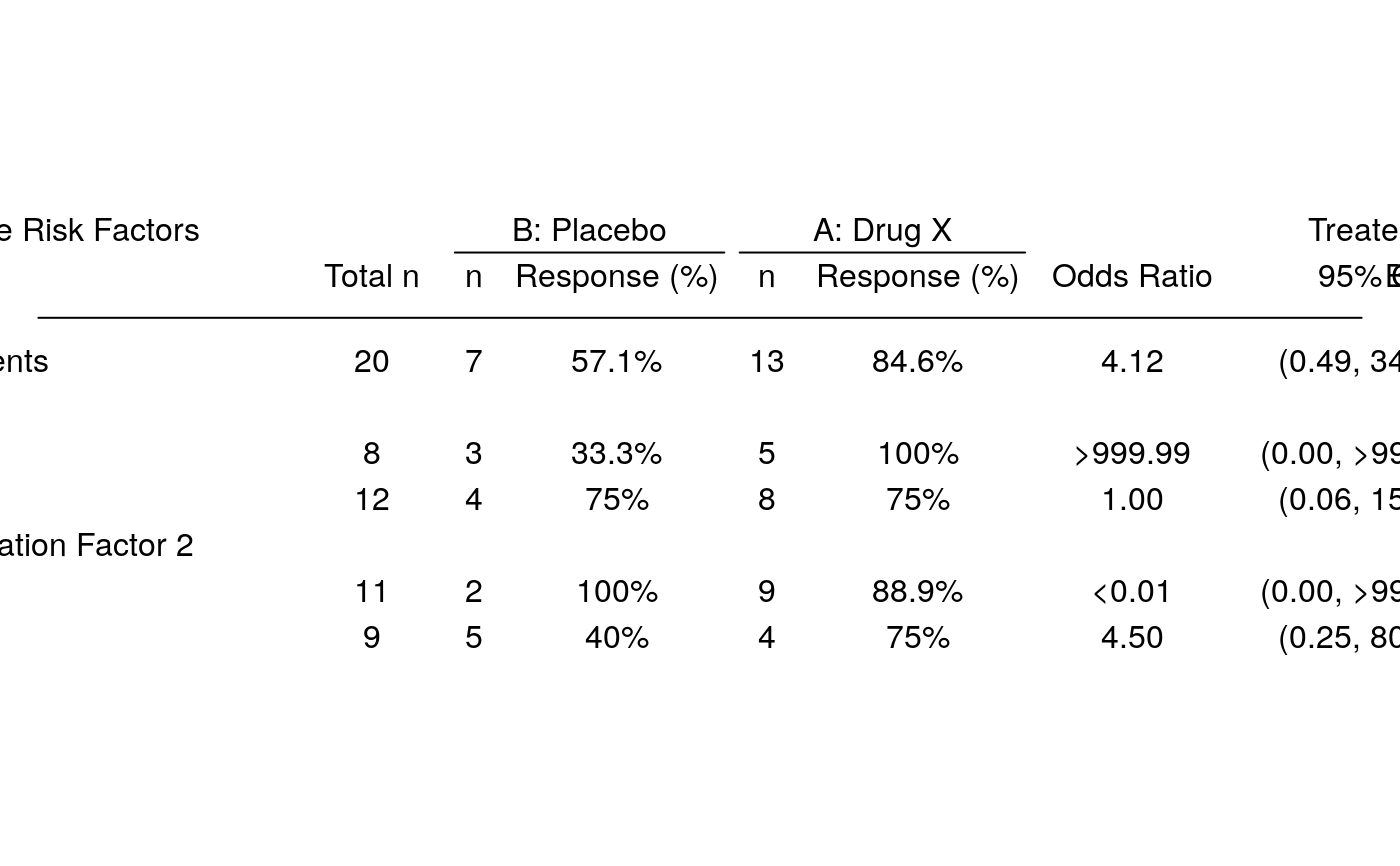 e Risk Factors B: Placebo A: Drug X Treate
Total n n Response (%) n Response (%) Odds Ratio 95%
ents 20 7 57.1% 13 84.6% 4.12 (0.49, 34
8 3 33.3% 5 100% >999.99 (0.00, >99
12 4 75% 8 75% 1.00 (0.06, 15
ation Factor 2
11 2 100% 9 88.9% <0.01 (0.00, >99
9 5 40% 4 75% 4.50 (0.25, 80